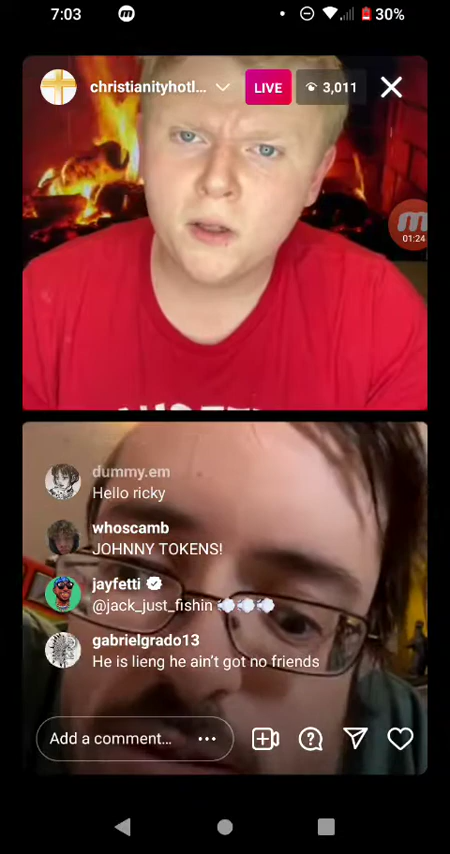 7:03
30%
christianityhotl...
LIVE
3,011
01:24
dummy.em
Hello ricky
whoscamb
JOHNNY TOKENS!
jayfetti
@jack_just_fishin 💨💨💨
gabrielgrado13
He is lieng he ain't got no friends
Add a comment...